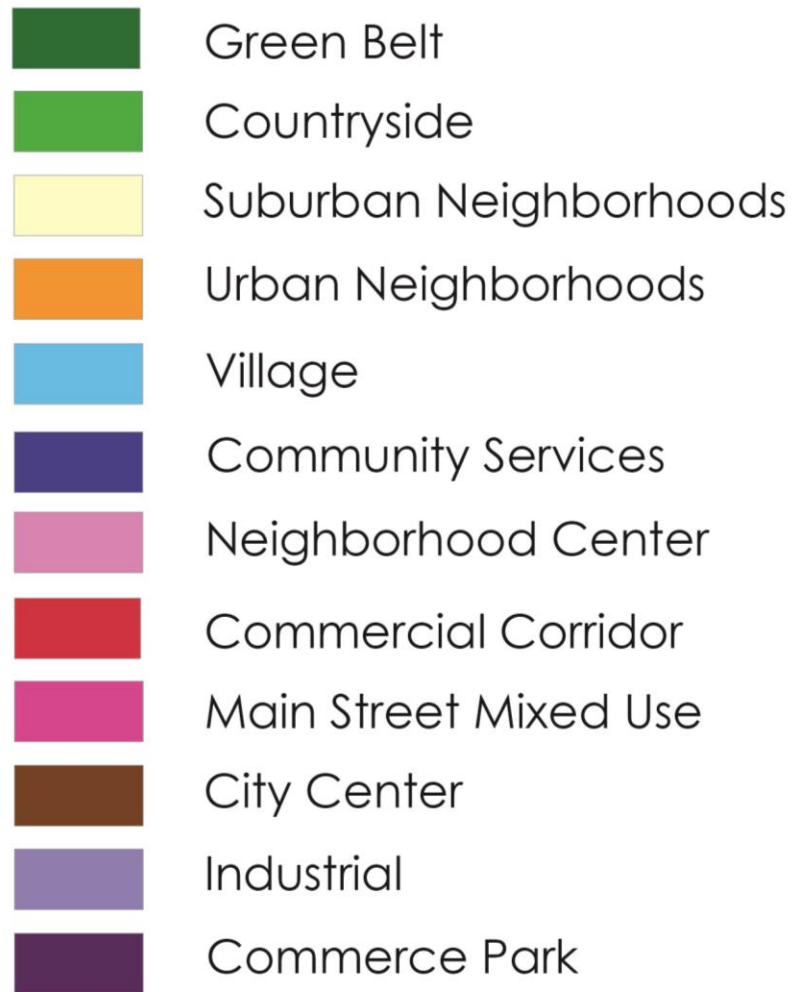 Green Belt
Countryside
Suburban Neighborhoods
Urban Neighborhoods
Village
Community Services
Neighborhood Center
Commercial Corridor
Main Street Mixed Use
City Center
Industrial
Commerce Park